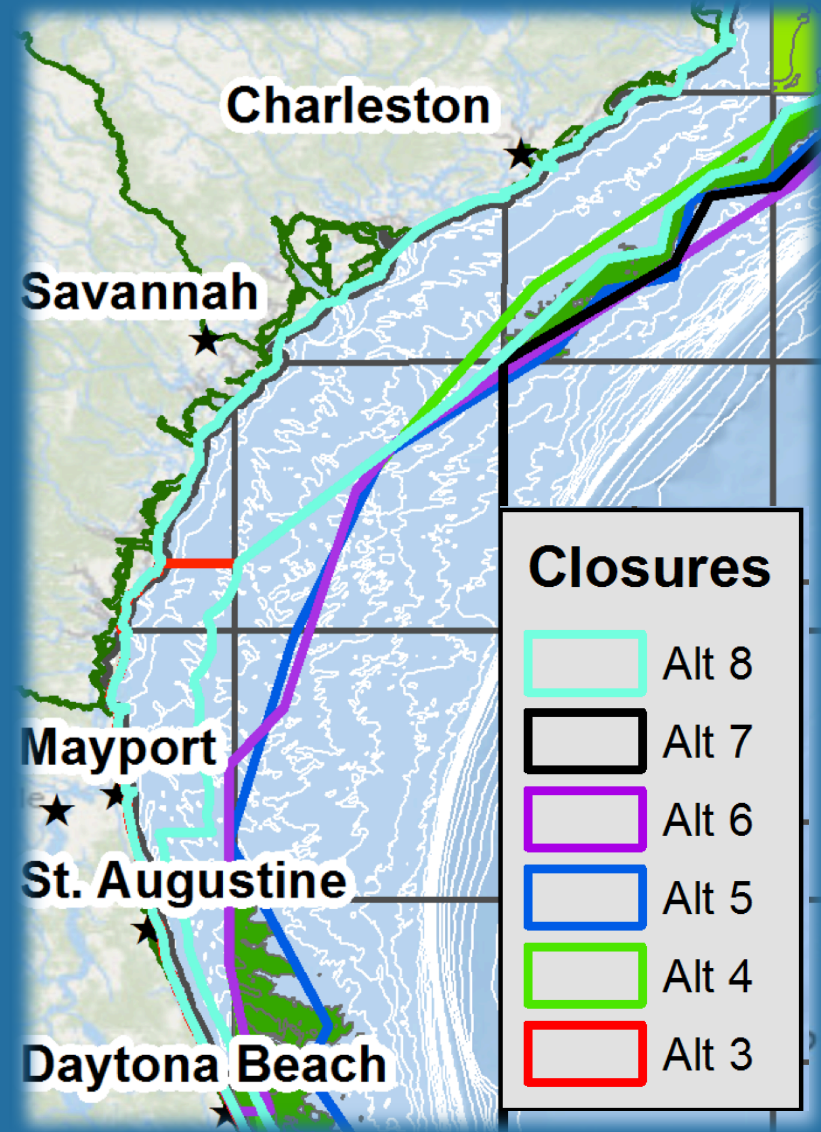 Charleston
Savannah
Mayport
St. Augustine
Daytona Beach
Closures
Alt 8
Alt 7
Alt 6
Alt 5
Alt 4
Alt 3